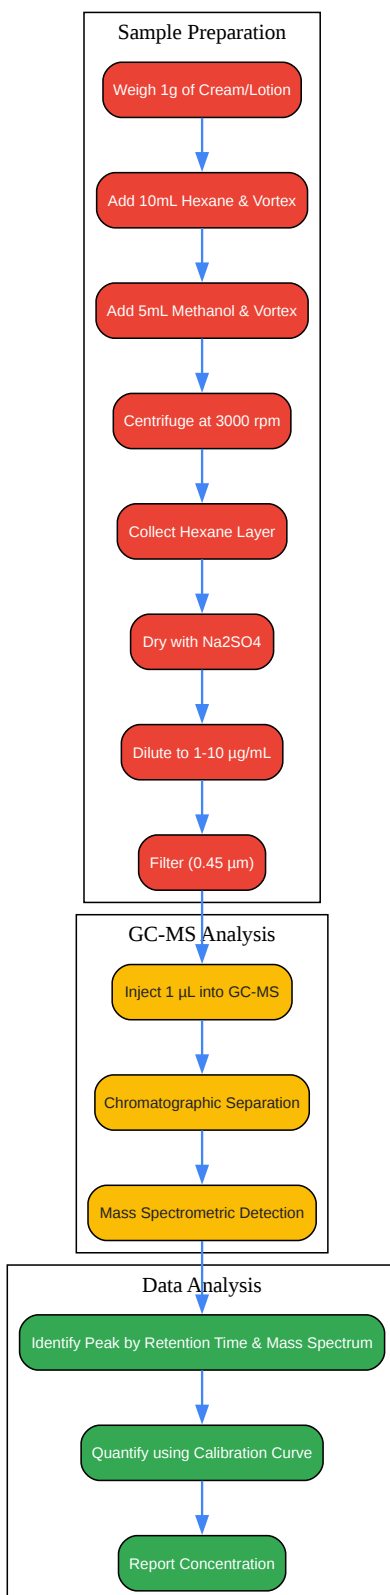 Sample Preparation
Weigh 1g of Cream/Lotion
Add 10mL Hexane & Vortex
Add 5mL Methanol & Vortex
Centrifuge at 3000 rpm
Collect Hexane Layer
Dry with Na2SO4
Dilute to 1-10 µg/mL
Filter (0.45 µm)
GC-MS Analysis
Inject 1 µL into GC-MS
Chromatographic Separation
Mass Spectrometric Detection
Data Analysis
Identify Peak by Retention Time & Mass Spectrum
Quantify using Calibration Curve
Report Concentration